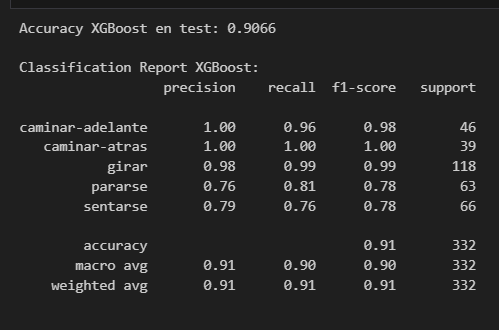 Accuracy XGBoost en test: 0.9066
Classification Report XGBoost:
precision recall f1-score support
caminar-adelante 1.00 0.96 0.98 46
caminar-atras 1.00 1.00 1.00 39
girar 0.98 0.99 0.99 118
pararse 0.76 0.81 0.78 63
sentarse 0.79 0.76 0.78 66
accuracy 0.91 332
macro avg 0.91 0.90 0.90 332
weighted avg 0.91 0.91 0.91 332